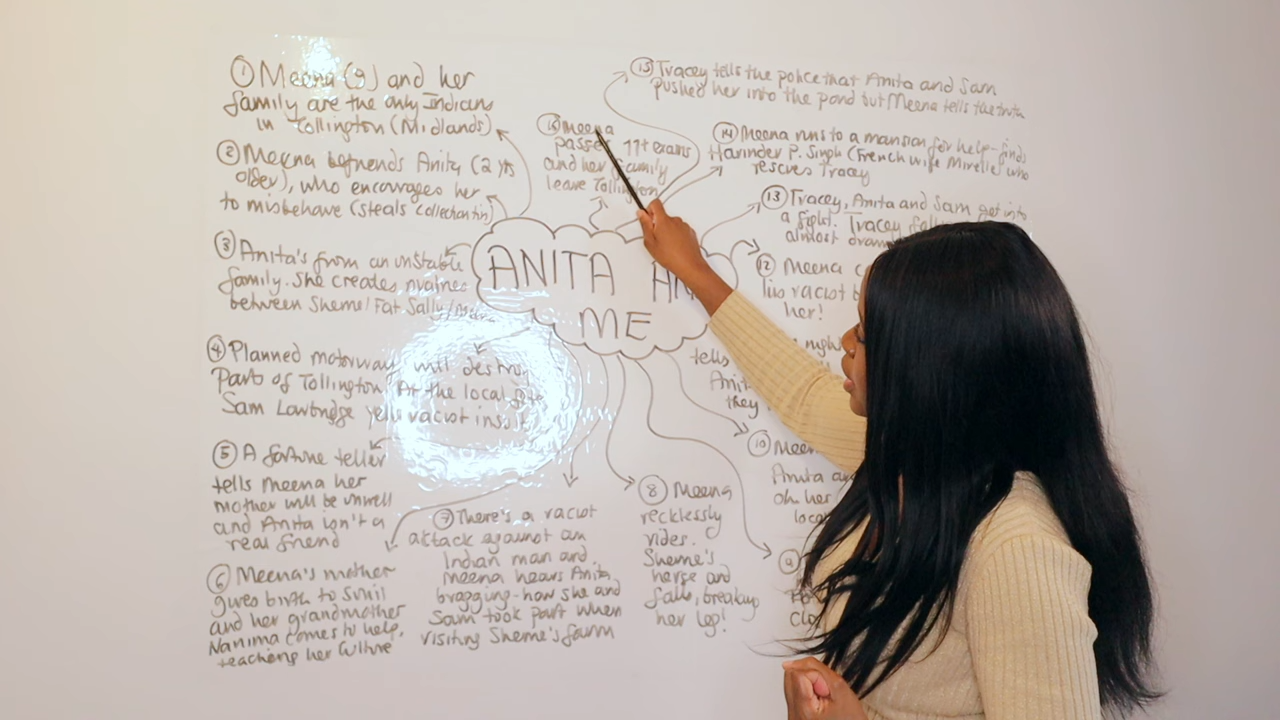 ANITA AN
ME
① Meena (9) and her
family are the only Indians
in Tollington (Midlands)
② Meena befriends Anita (2 yrs
older), who encourages her
to misbehave (steals collection tin)
③ Anita's from an unstable
family. She creates
between Sherrie/ Fat Sally/
④ Planned motorway will destroy
part of Tollington. At the local
Sam Lowbridge yells racist
⑤ A fortune teller
tells Meena her
mother will be unwell
and Anita isn't a
real friend
⑥ Meena's mother
gives birth to Sunil
and her grandmother
Nanima comes to help,
teaching her culture
⑦ There's a racist
attack against an
Indian man and
Meena hears Anita
bragging - how she and
Sam took part when
visiting Sherrie's farm
⑧ Meena
recklessly
rides
Sherrie's
horse and
falls, breaking
her leg!
⑨
⑩ Meen
Anita a
oh her
loca
tells
Anit
they
⑫ Meena
racist
her!
⑬ Tracey, Anita and Sam get into
a fight. Tracey
almost
⑭ Meena runs to a mansion for help - finds
Harinder P. Singh (French wife Mireille) who
rescues Tracey
⑮ Tracey tells the police that Anita and Sam
pushed her into the pond but Meena tells the truth
⑯ Meena
passes 11+ exams
and her family
leave Tollington